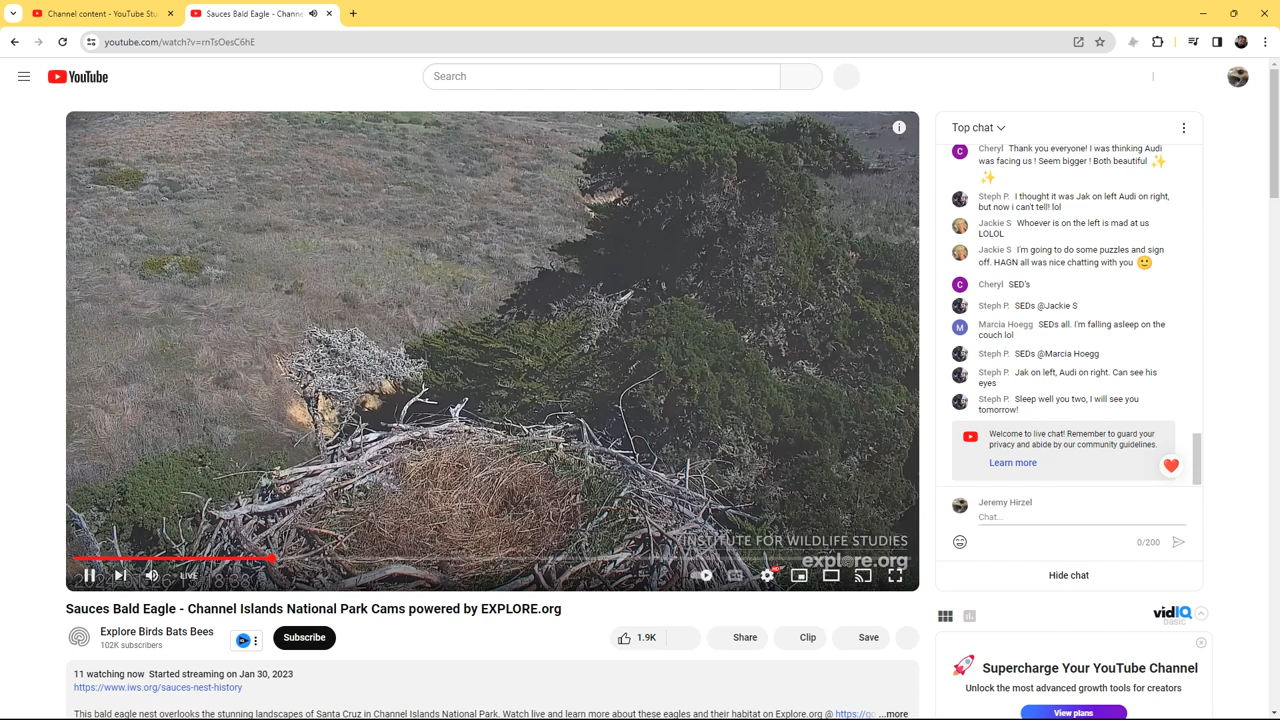 Channel content - YouTube Stu
Sauces Bald Eagle - Channe
youtube.com/watch?v=rnTsOesC6hE
YouTube
Search
Top chat
Cheryl Thank you everyone! I was thinking Audi
was facing us ! Seem bigger ! Both beautiful ✨
✨
Steph P. I thought it was Jak on left Audi on right,
but now i can't tell! lol
Jackie S Whoever is on the left is mad at us
LOLOL
Jackie S I'm going to do some puzzles and sign
off. HAGN all was nice chatting with you 🙂
Cheryl SED's
Steph P. SEDs @Jackie S
M
Marcia Hoegg SEDs all. I'm falling asleep on the
couch lol
Steph P. SEDs @Marcia Hoegg
Steph P. Jak on left, Audi on right. Can see his
eyes
Steph P. Sleep well you two, I will see you
tomorrow!
Welcome to live chat! Remember to guard your
privacy and abide by our community guidelines.
Learn more
Jeremy Hirzel
Chat...
0/200
Hide chat
INSTITUTE FOR WILDLIFE STUDIES
explore.org
LIVE
HD
Sauces Bald Eagle - Channel Islands National Park Cams powered by EXPLORE.org
Explore Birds Bats Bees
102K subscribers
Subscribe
1.9K
Share
Clip
Save
11 watching now Started streaming on Jan 30, 2023
https://www.iws.org/sauces-nest-history
This bald eagle nest overlooks the stunning landscapes of Santa Cruz in Channel Islands National Park. Watch live and learn more about these eagles and their habitat on Explore.org @ https://go ...more
vidIQ
basic
Supercharge Your YouTube Channel
Unlock the most advanced growth tools for creators
View plans